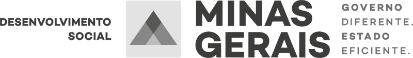 DESENVOLVIMENTO
SOCIAL
MINAS
GERAIS
GOVERNO
DIFERENTE.
ESTADO
EFICIENTE.